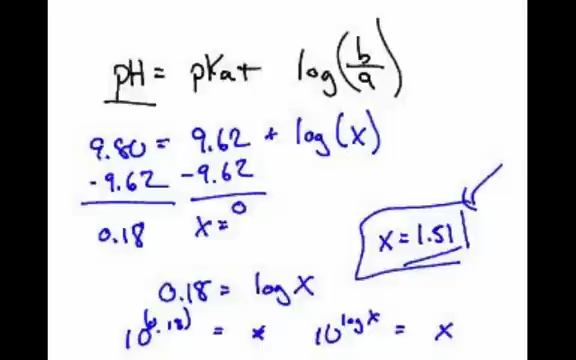 pH = pKa + log(b/a)
9.80 = 9.62 + log(x)
-9.62 -9.62
0.18 x = 0
x = 1.51
0.18 = log x
10^(0.18) = x 10^log x = x